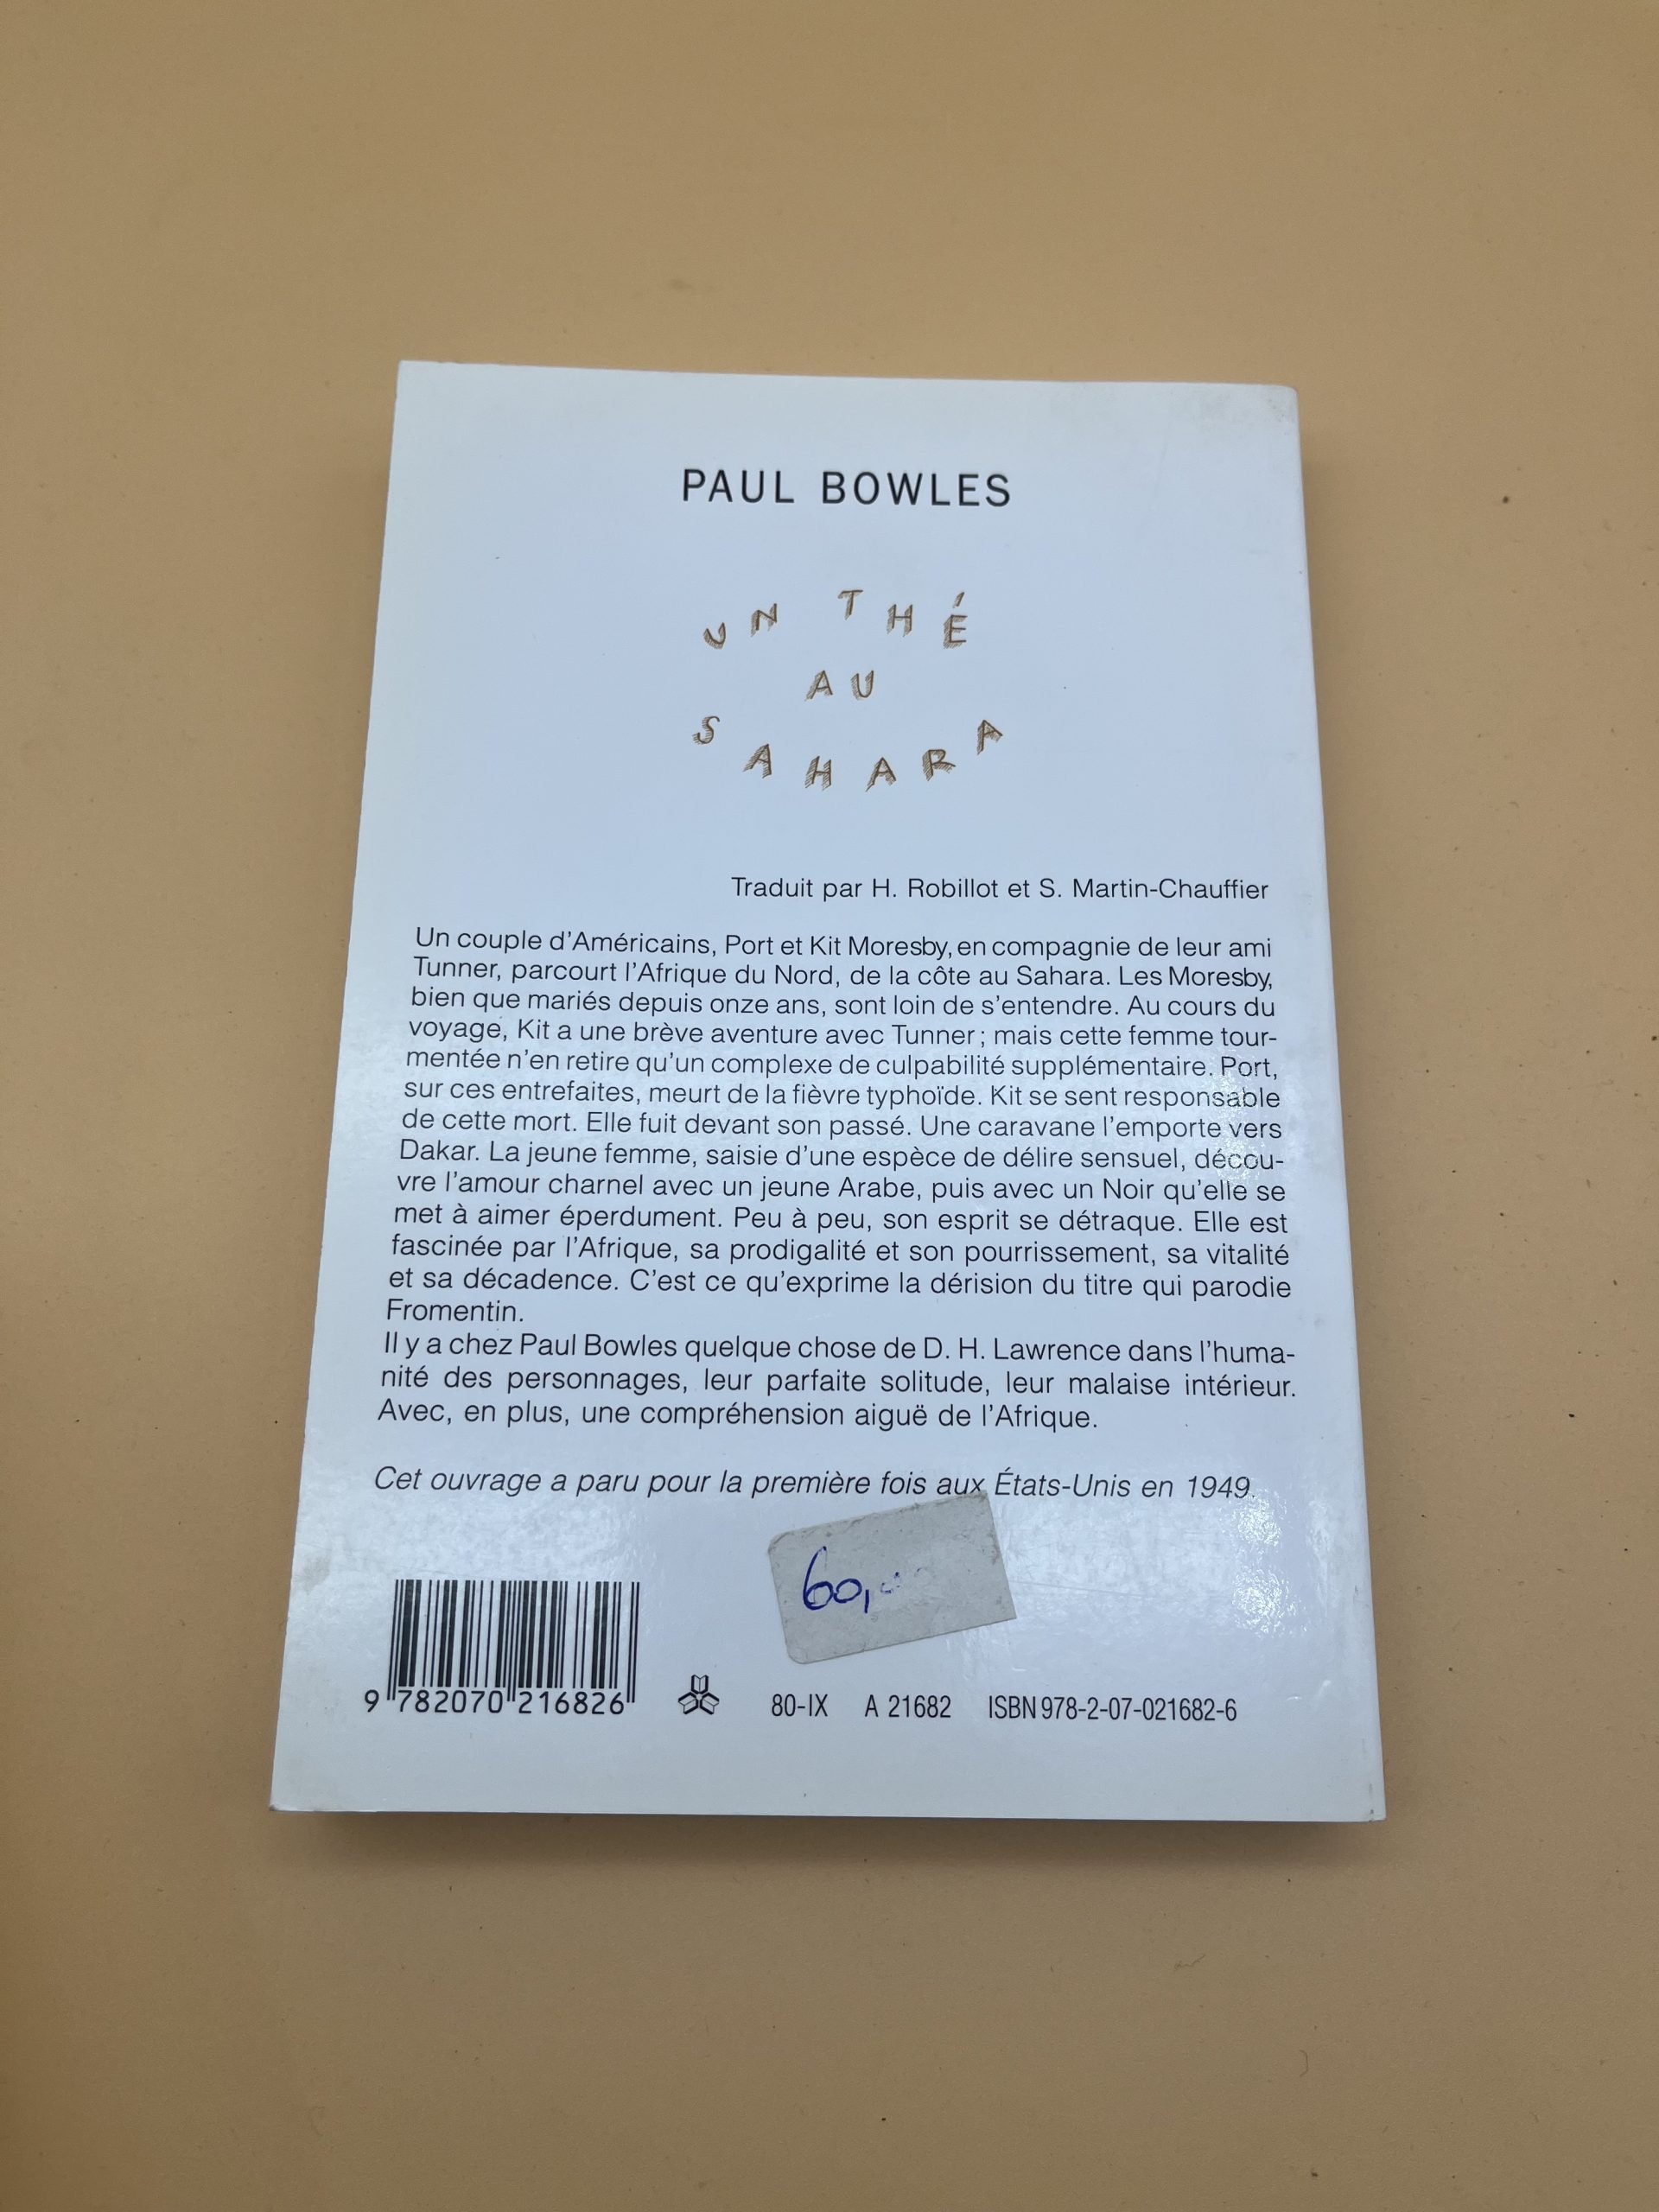 PAUL BOWLES
UN THÉ
AU
SAHARA
Traduit par H. Robillot et S. Martin-Chauffier
Un couple d'Américains, Port et Kit Moresby, en compagnie de leur ami
Tunner, parcourt l'Afrique du Nord, de la côte au Sahara. Les Moresby,
bien que mariés depuis onze ans, sont loin de s'entendre. Au cours du
voyage, Kit a une brève aventure avec Tunner ; mais cette femme tour-
mentée n'en retire qu'un complexe de culpabilité supplémentaire. Port,
sur ces entrefaites, meurt de la fièvre typhoïde. Kit se sent responsable
de cette mort. Elle fuit devant son passé. Une caravane l'emporte vers
Dakar. La jeune femme, saisie d'une espèce de délire sensuel, décou-
vre l'amour charnel avec un jeune Arabe, puis avec un Noir qu'elle se
met à aimer éperdument. Peu à peu, son esprit se détraque. Elle est
fascinée par l'Afrique, sa prodigalité et son pourrissement, sa vitalité
et sa décadence. C'est ce qu'exprime la dérision du titre qui parodie
Fromentin.
Il y a chez Paul Bowles quelque chose de D. H. Lawrence dans l'huma-
nité des personnages, leur parfaite solitude, leur malaise intérieur.
Avec, en plus, une compréhension aiguë de l'Afrique.
Cet ouvrage a paru pour la première fois aux États-Unis en 1949.
60,
9 782070 216826
80-IX A 21682 ISBN 978-2-07-021682-6